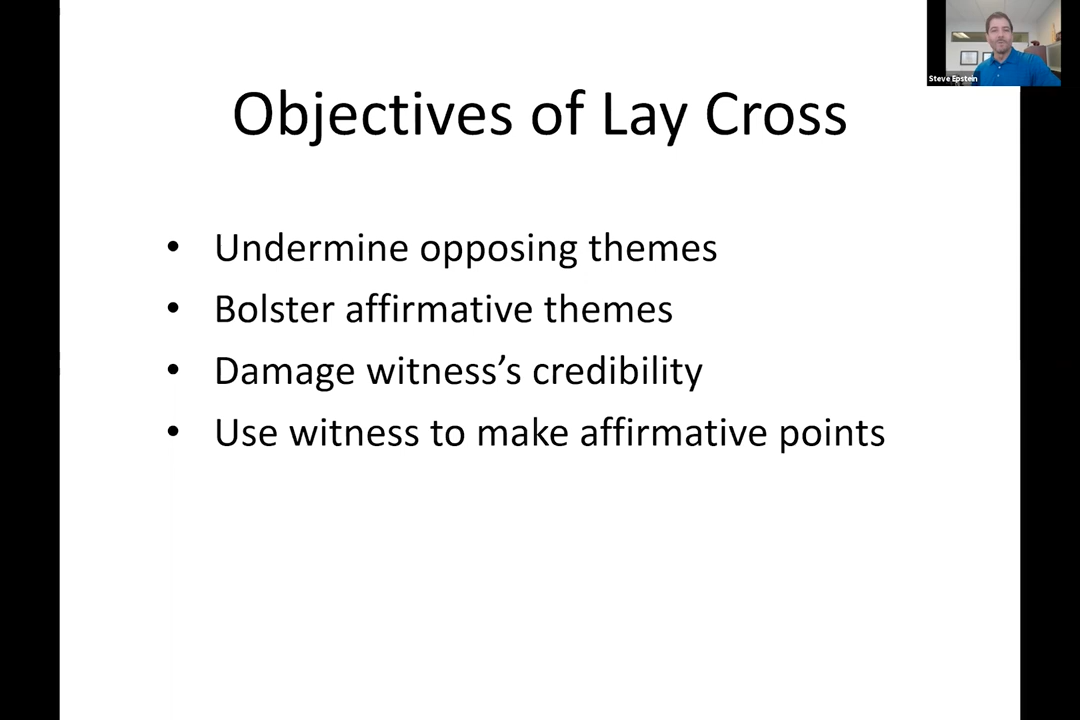 Steve Epstein
Objectives of Lay Cross
• Undermine opposing themes
• Bolster affirmative themes
• Damage witness’s credibility
• Use witness to make affirmative points